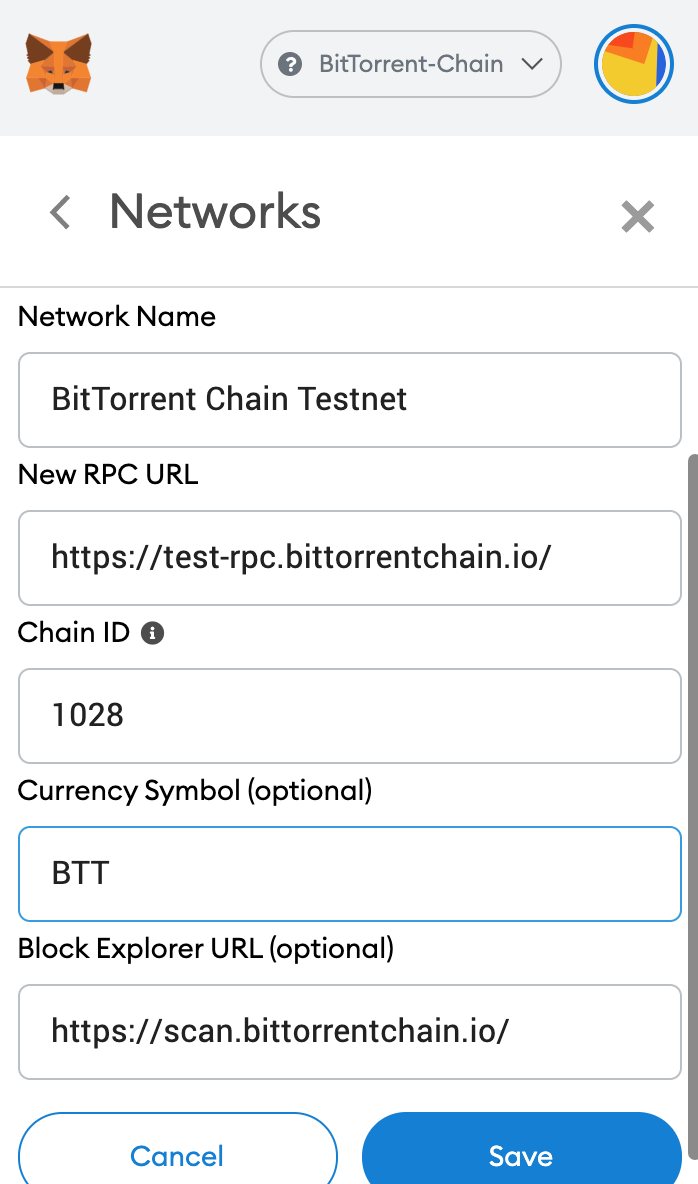 BitTorrent-Chain
Networks
Network Name
BitTorrent Chain Testnet
New RPC URL
https://test-rpc.bittorrentchain.io/
Chain ID
1028
Currency Symbol (optional)
BTT
Block Explorer URL (optional)
https://scan.bittorrentchain.io/
Cancel Save